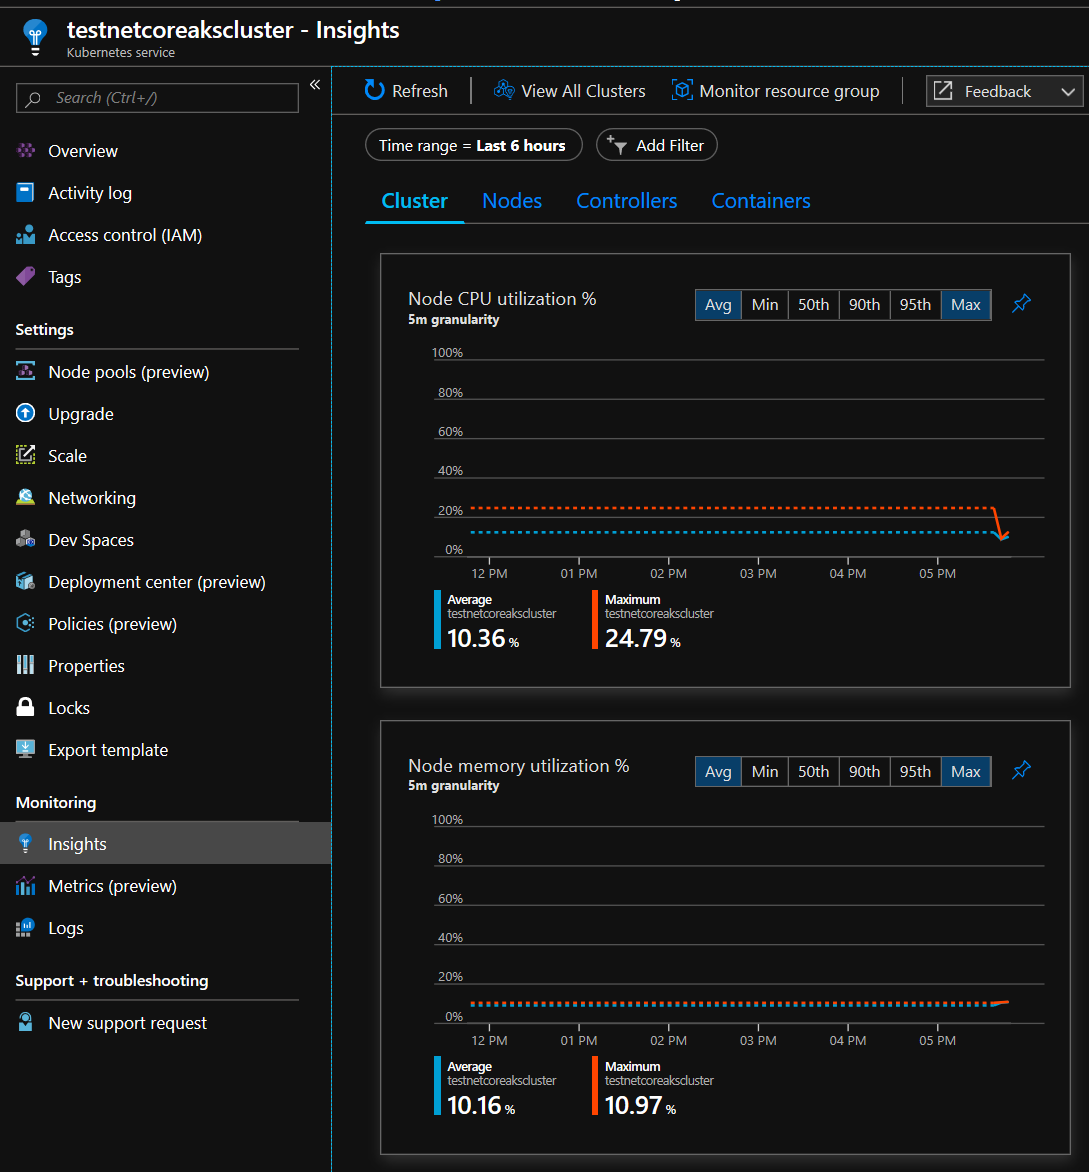 testnetcoreakscluster - Insights
Kubernetes service
Search (Ctrl+/)
«
Overview
Activity log
Access control (IAM)
Tags
Settings
Node pools (preview)
Upgrade
Scale
Networking
Dev Spaces
Deployment center (preview)
Policies (preview)
Properties
Locks
Export template
Monitoring
Insights
Metrics (preview)
Logs
Support + troubleshooting
New support request
Refresh View All Clusters Monitor resource group Feedback
Time range = Last 6 hours Add Filter
Cluster Nodes Controllers Containers
Node CPU utilization %
5m granularity
Avg Min 50th 90th 95th Max
100%
80%
60%
40%
20%
0%
12 PM 01 PM 02 PM 03 PM 04 PM 05 PM
Average
testnetcoreakscluster
10.36 %
Maximum
testnetcoreakscluster
24.79 %
Node memory utilization %
5m granularity
Avg Min 50th 90th 95th Max
100%
80%
60%
40%
20%
0%
12 PM 01 PM 02 PM 03 PM 04 PM 05 PM
Average
testnetcoreakscluster
10.16 %
Maximum
testnetcoreakscluster
10.97 %